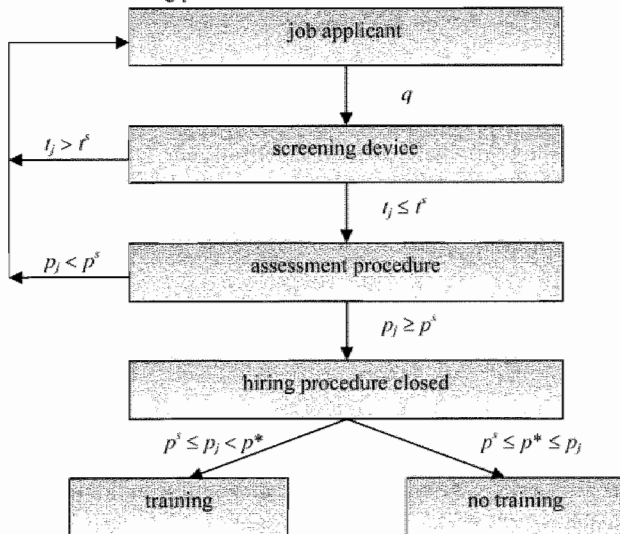 job applicant
q
t_j > t^s
screening device
t_j ≤ t^s
p_j < p^s
assessment procedure
p_j ≥ p^s
hiring procedure closed
p^s ≤ p_j < p*
p^s ≤ p* ≤ p_j
training
no training